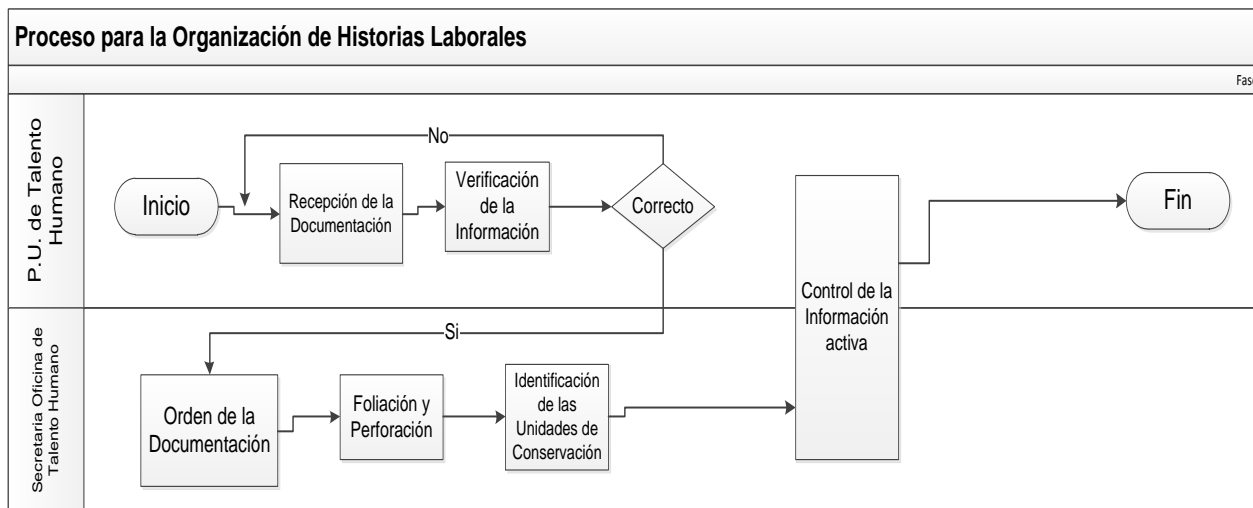 Proceso para la Organización de Historias Laborales
Fase
P.U. de Talento
Humano
Inicio
No
Recepción de la
Documentación
Verificación
de la
Información
Correcto
Fin
Control de la
Información
activa
Secretaria Oficina de
Talento Humano
Si
Orden de la
Documentación
Foliación y
Perforación
Identificación
de las
Unidades de
Conservación